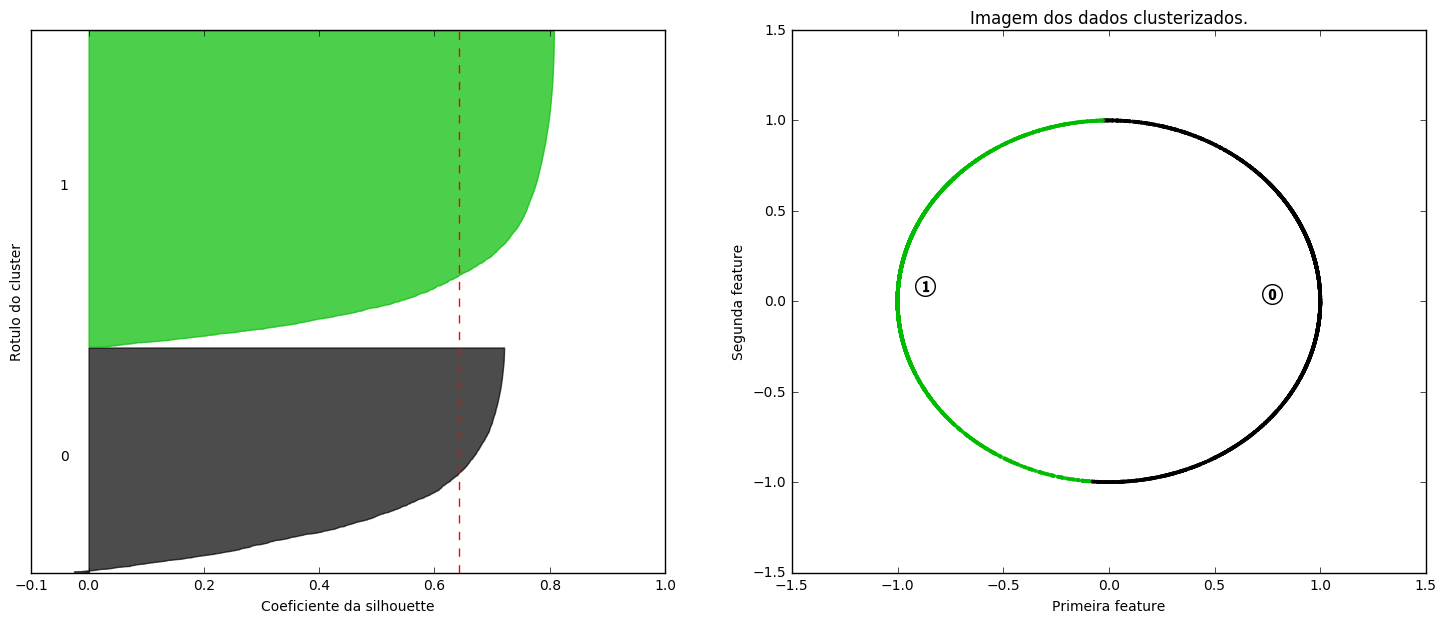 1
0
Rotulo do cluster
−0.1 0.0 0.2 0.4 0.6 0.8 1.0
Coeficiente da silhouette
Imagem dos dados clusterizados.
1.5
1.0
0.5
0.0
−0.5
−1.0
−1.5
Segunda feature
1
0
−1.5 −1.0 −0.5 0.0 0.5 1.0 1.5
Primeira feature